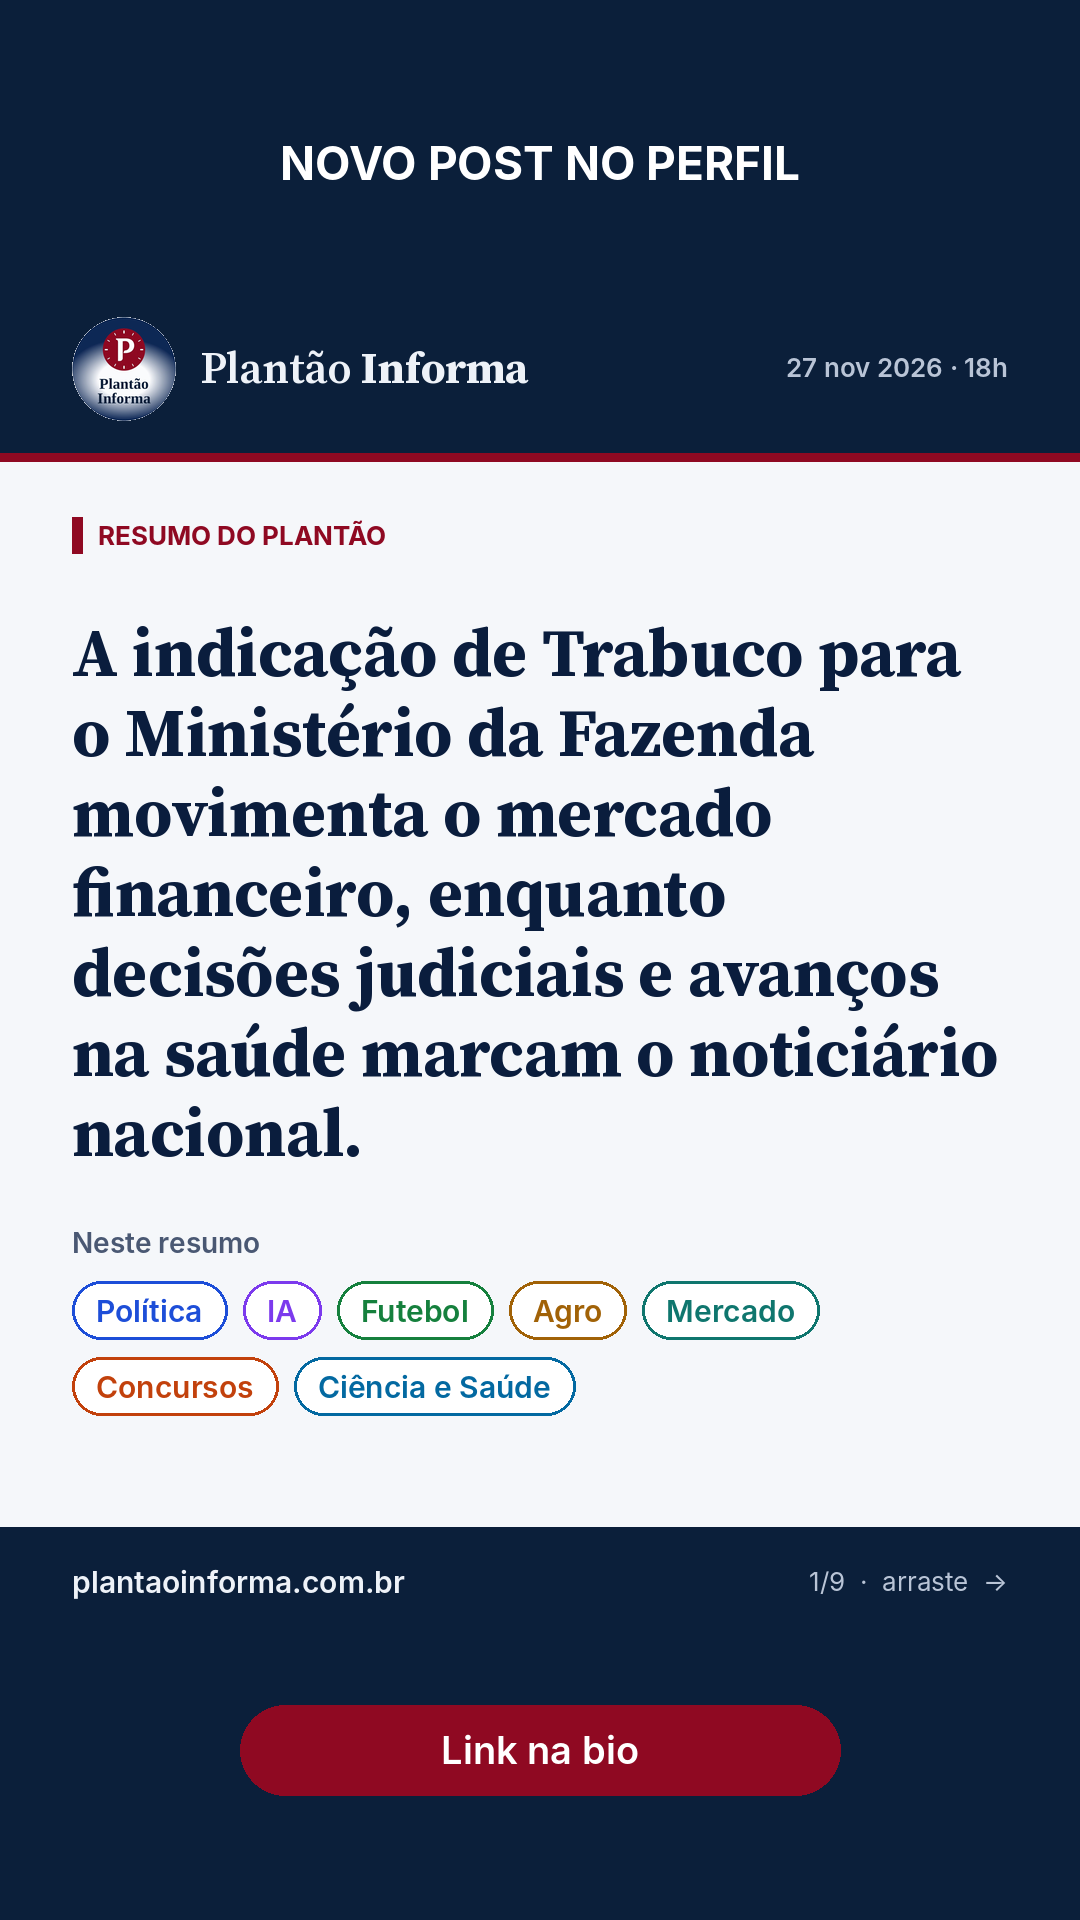 NOVO POST NO PERFIL
P
Plantão
Informa
Plantão Informa
27 nov 2026 · 18h
RESUMO DO PLANTÃO
A indicação de Trabuco para
o Ministério da Fazenda
movimenta o mercado
financeiro, enquanto
decisões judiciais e avanços
na saúde marcam o noticiário
nacional.
Neste resumo
Política IA Futebol Agro Mercado
Concursos Ciência e Saúde
plantaoinforma.com.br
1/9 · arraste →
Link na bio